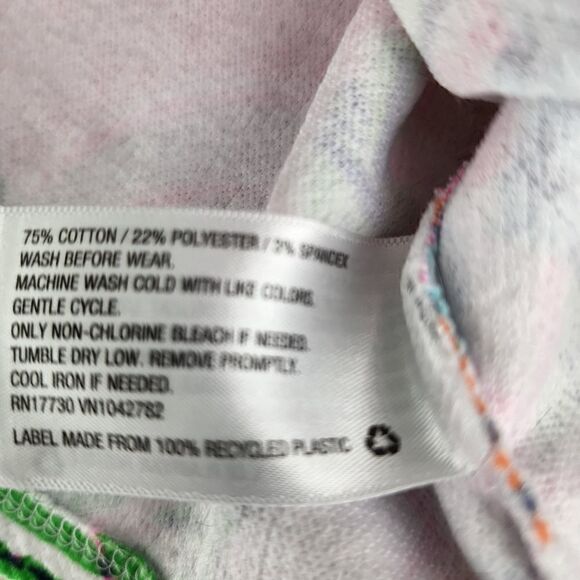 75% COTTON / 22% POLYESTER / 3% SPANDEX
WASH BEFORE WEAR.
MACHINE WASH COLD WITH LIKE COLORS.
GENTLE CYCLE.
ONLY NON-CHLORINE BLEACH IF NEEDED.
TUMBLE DRY LOW. REMOVE PROMPTLY.
COOL IRON IF NEEDED.
RN17730 VN1042782
LABEL MADE FROM 100% RECYCLED PLASTIC